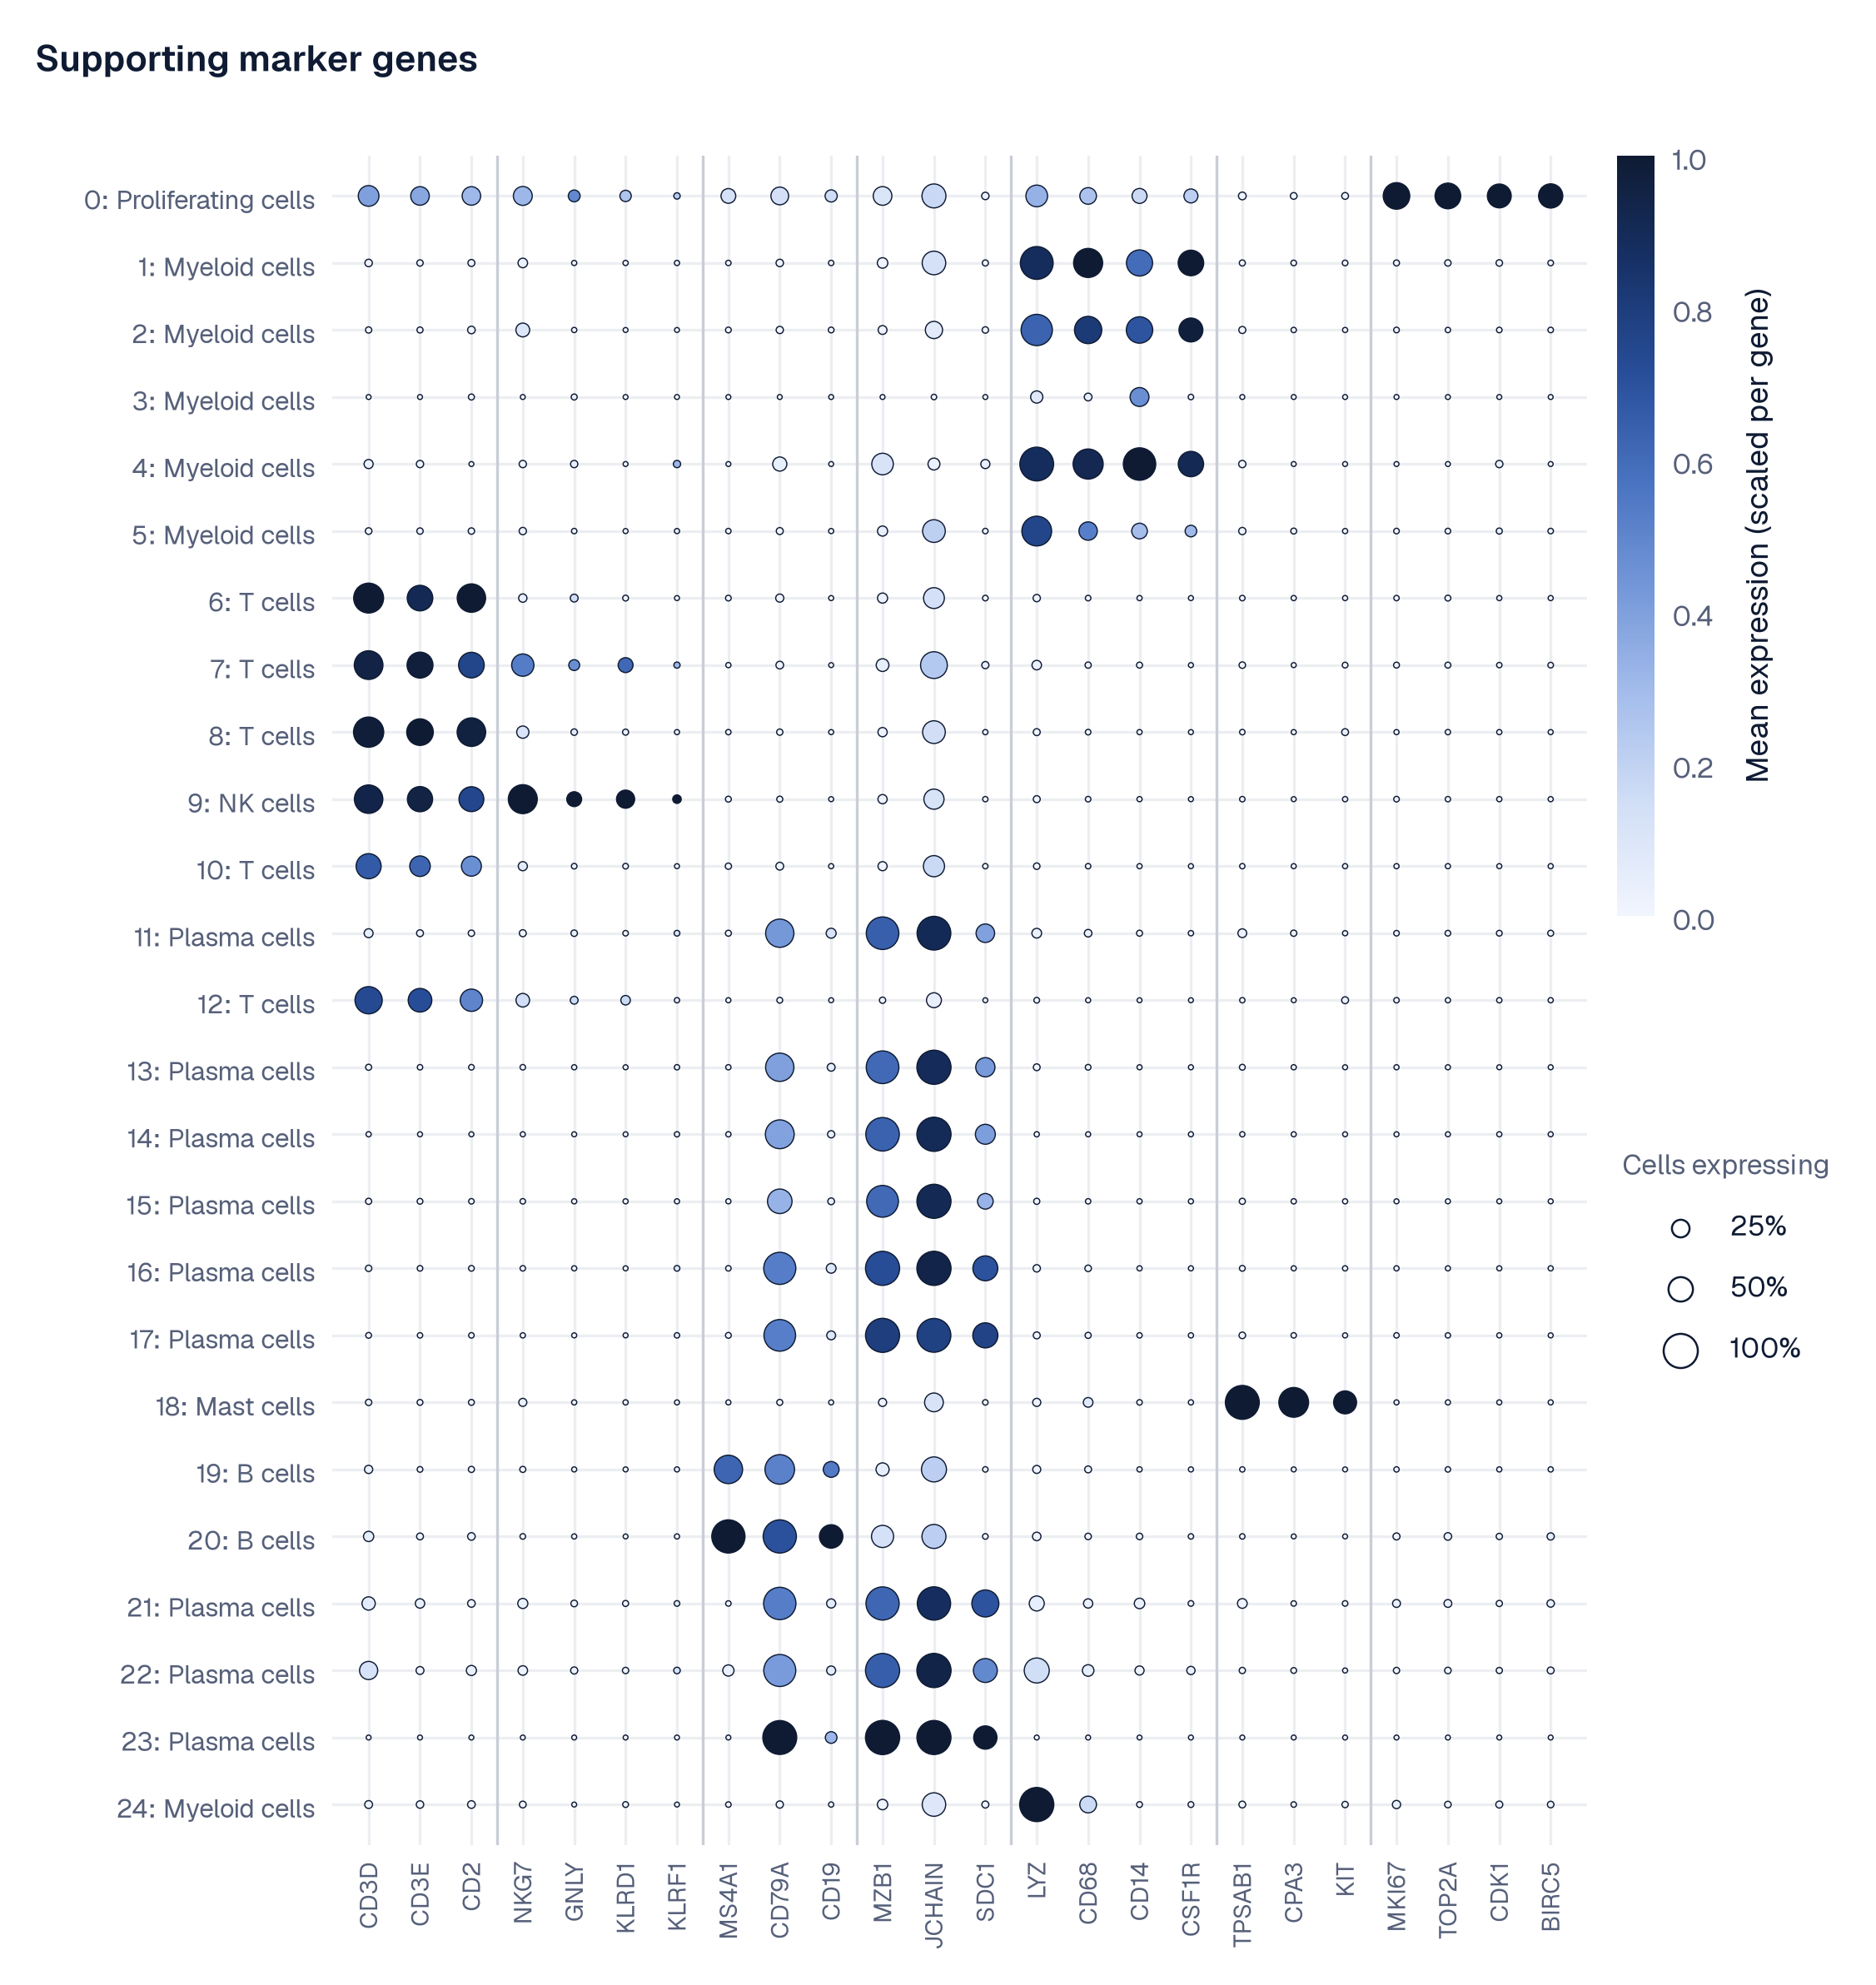 Supporting marker genes
0: Proliferating cells
1: Myeloid cells
2: Myeloid cells
3: Myeloid cells
4: Myeloid cells
5: Myeloid cells
6: T cells
7: T cells
8: T cells
9: NK cells
10: T cells
11: Plasma cells
12: T cells
13: Plasma cells
14: Plasma cells
15: Plasma cells
16: Plasma cells
17: Plasma cells
18: Mast cells
19: B cells
20: B cells
21: Plasma cells
22: Plasma cells
23: Plasma cells
24: Myeloid cells
CD3D
CD3E
CD2
NKG7
GNLY
KLRD1
KLRF1
MS4A1
CD79A
CD19
MZB1
JCHAIN
SDC1
LYZ
CD68
CD14
CSF1R
TPSAB1
CPA3
KIT
MKI67
TOP2A
CDK1
BIRC5
1.0
0.8
0.6
0.4
0.2
0.0
Mean expression (scaled per gene)
Cells expressing
25%
50%
100%